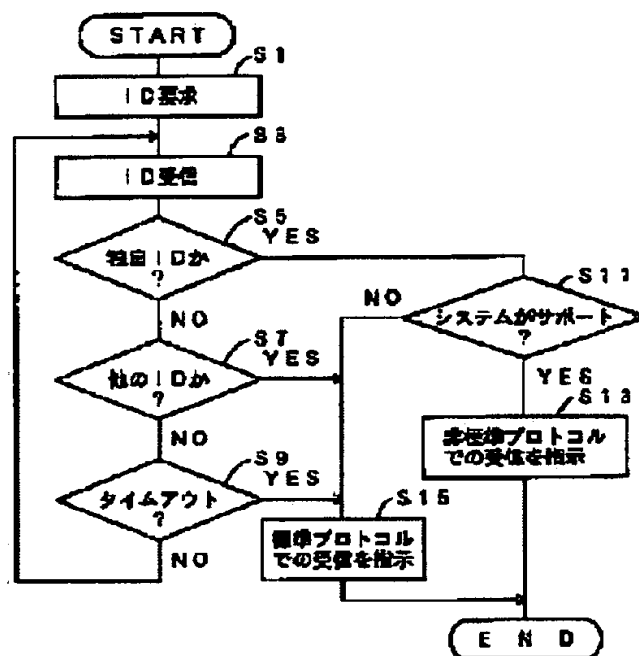 START
S1
ID要求
S3
ID受信
S5
YES
独自IDか
?
NO
S7
YES
他のIDか
?
NO
S9
YES
タイムアウト
?
NO
S11
NO
システムがサポート
?
YES
S13
非標準プロトコル
での受信を指示
S15
標準プロトコル
での受信を指示
END